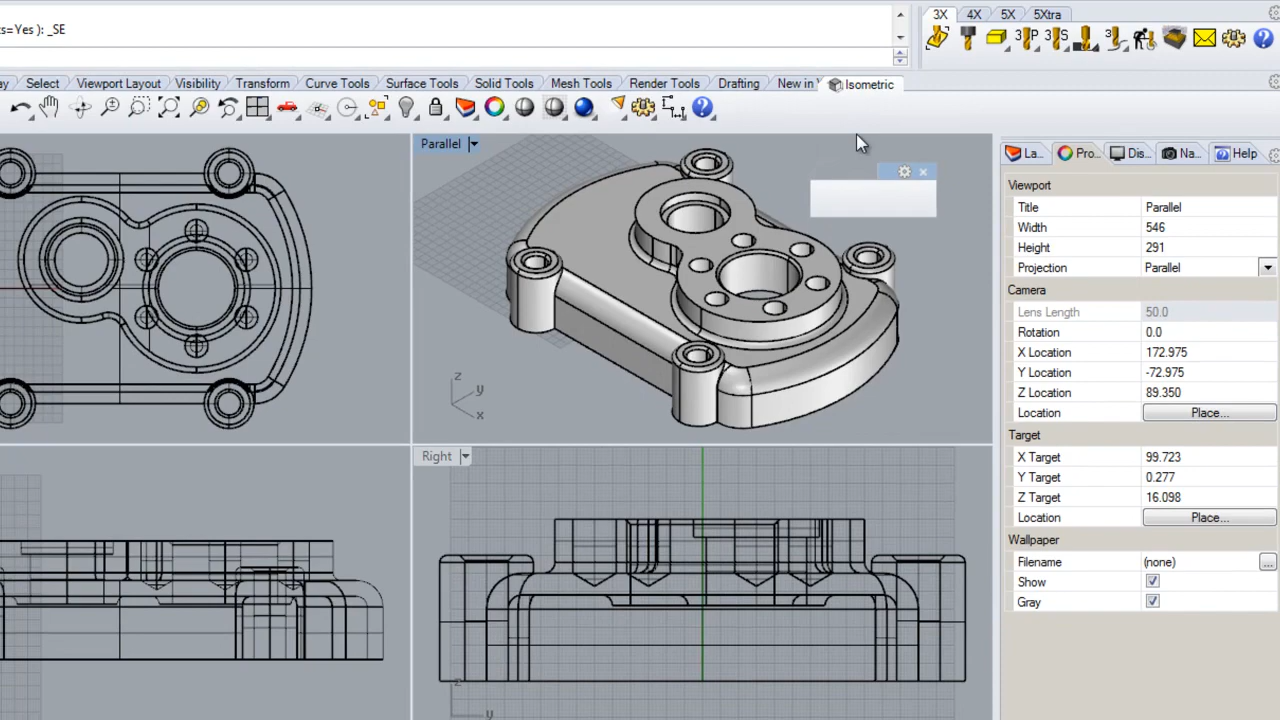 ts=Yes ): _SE
3X 4X 5X 5Xtra
3P 3S 3
ay Select Viewport Layout Visibility Transform Curve Tools Surface Tools Solid Tools Mesh Tools Render Tools Drafting New in V Isometric
La... Pro... Dis... Na... Help
Parallel
z
y
x
Right
z
y
Viewport
Title Parallel
Width 546
Height 291
Projection Parallel
Camera
Lens Length 50.0
Rotation 0.0
X Location 172.975
Y Location -72.975
Z Location 89.350
Location Place...
Target
X Target 99.723
Y Target 0.277
Z Target 16.098
Location Place...
Wallpaper
Filename (none) ...
Show
Gray